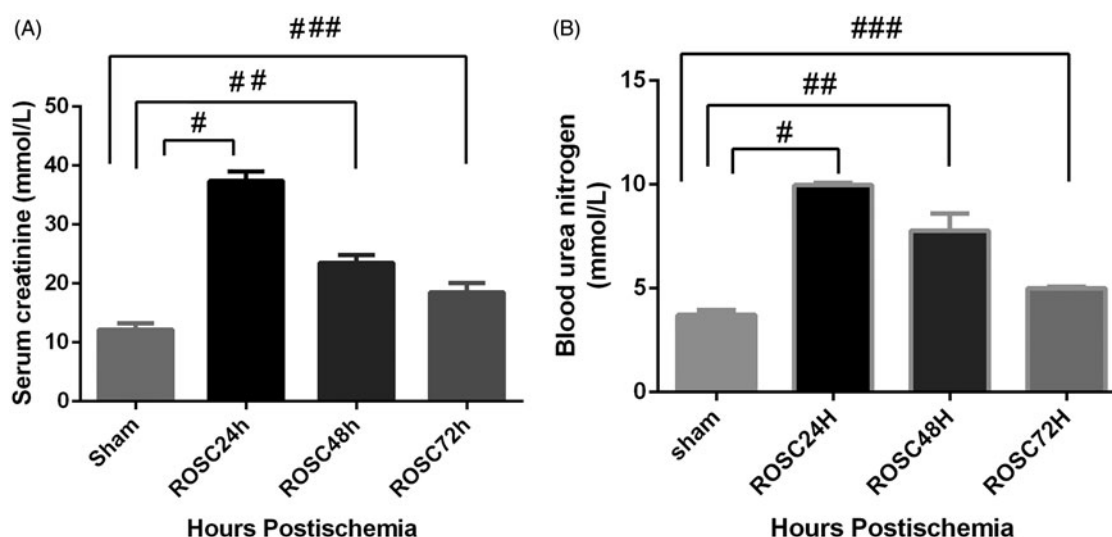 (A)
###
##
#
Serum creatinine (mmol/L)
50
40
30
20
10
0
Sham
ROSC24h
ROSC48h
ROSC72h
Hours Postischemia
(B)
###
##
#
Blood urea nitrogen
(mmol/L)
15
10
5
0
sham
ROSC24H
ROSC48H
ROSC72H
Hours Postischemia